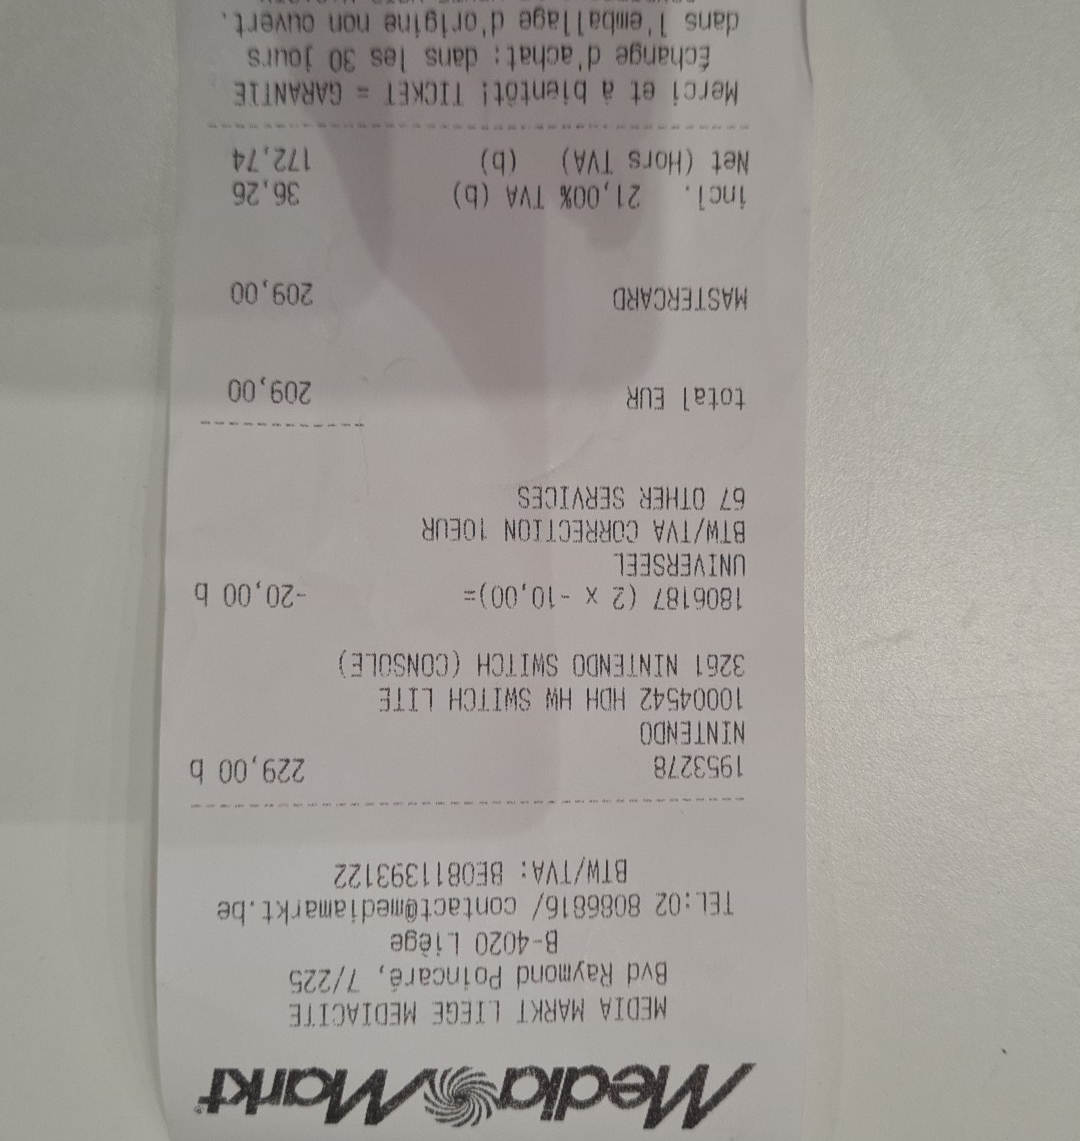 Media Markt
MEDIA MARKT LIEGE MEDIACITE
Bvd Raymond Poincaré, 7/225
B-4020 Liège
TEL:02 8086816/ contact@mediamarkt.be.
BTW/TVA: BE0811393122
1953278 229,00 b
NINTENDO
10004542 HDH HW SWITCH LITE
3261 NINTENDO SWITCH (CONSOLE)
1806187 (2 x -10,00)= -20,00 b
UNIVERSEEL
BTW/TVA CORRECTION 10EUR
67 OTHER SERVICES
total EUR 209,00
MASTERCARD 209,00
incl. 21,00% TVA (b) 36,26
Net (Hors TVA) (b) 172,74
Merci et à bientôt! TICKET = GARANTIE
Échange d'achat: dans les 30 jours
dans l'emballage d'origine non ouvert.